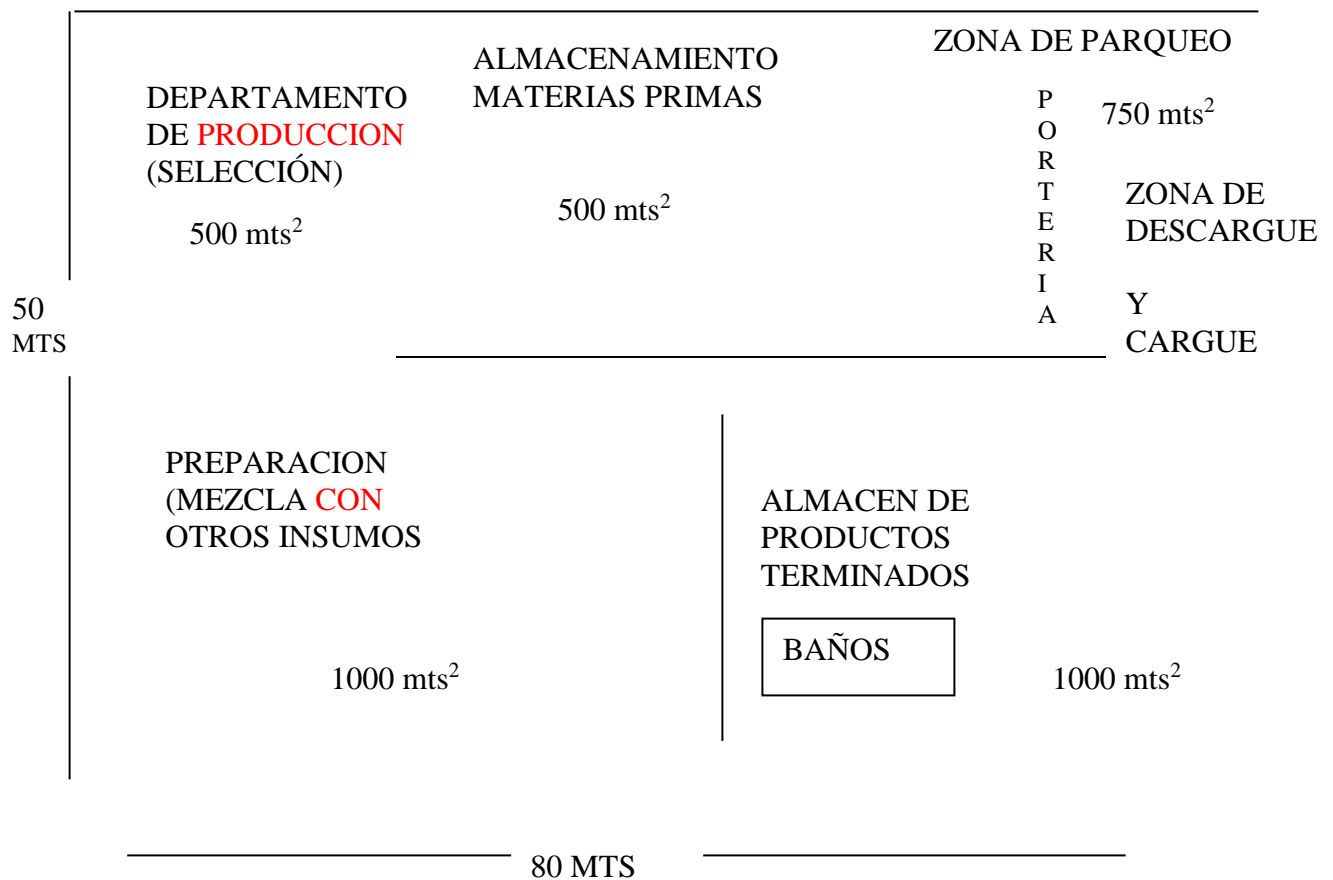 ZONA DE PARQUEO
ALMACENAMIENTO
MATERIAS PRIMAS
DEPARTAMENTO
DE PRODUCCION
(SELECCIÓN)
500 mts²
500 mts²
P
O
R
T
E
R
I
A
750 mts²
ZONA DE
DESCARGUE
Y
CARGUE
50
MTS
PREPARACION
(MEZCLA CON
OTROS INSUMOS
1000 mts²
ALMACEN DE
PRODUCTOS
TERMINADOS
BAÑOS
1000 mts²
80 MTS